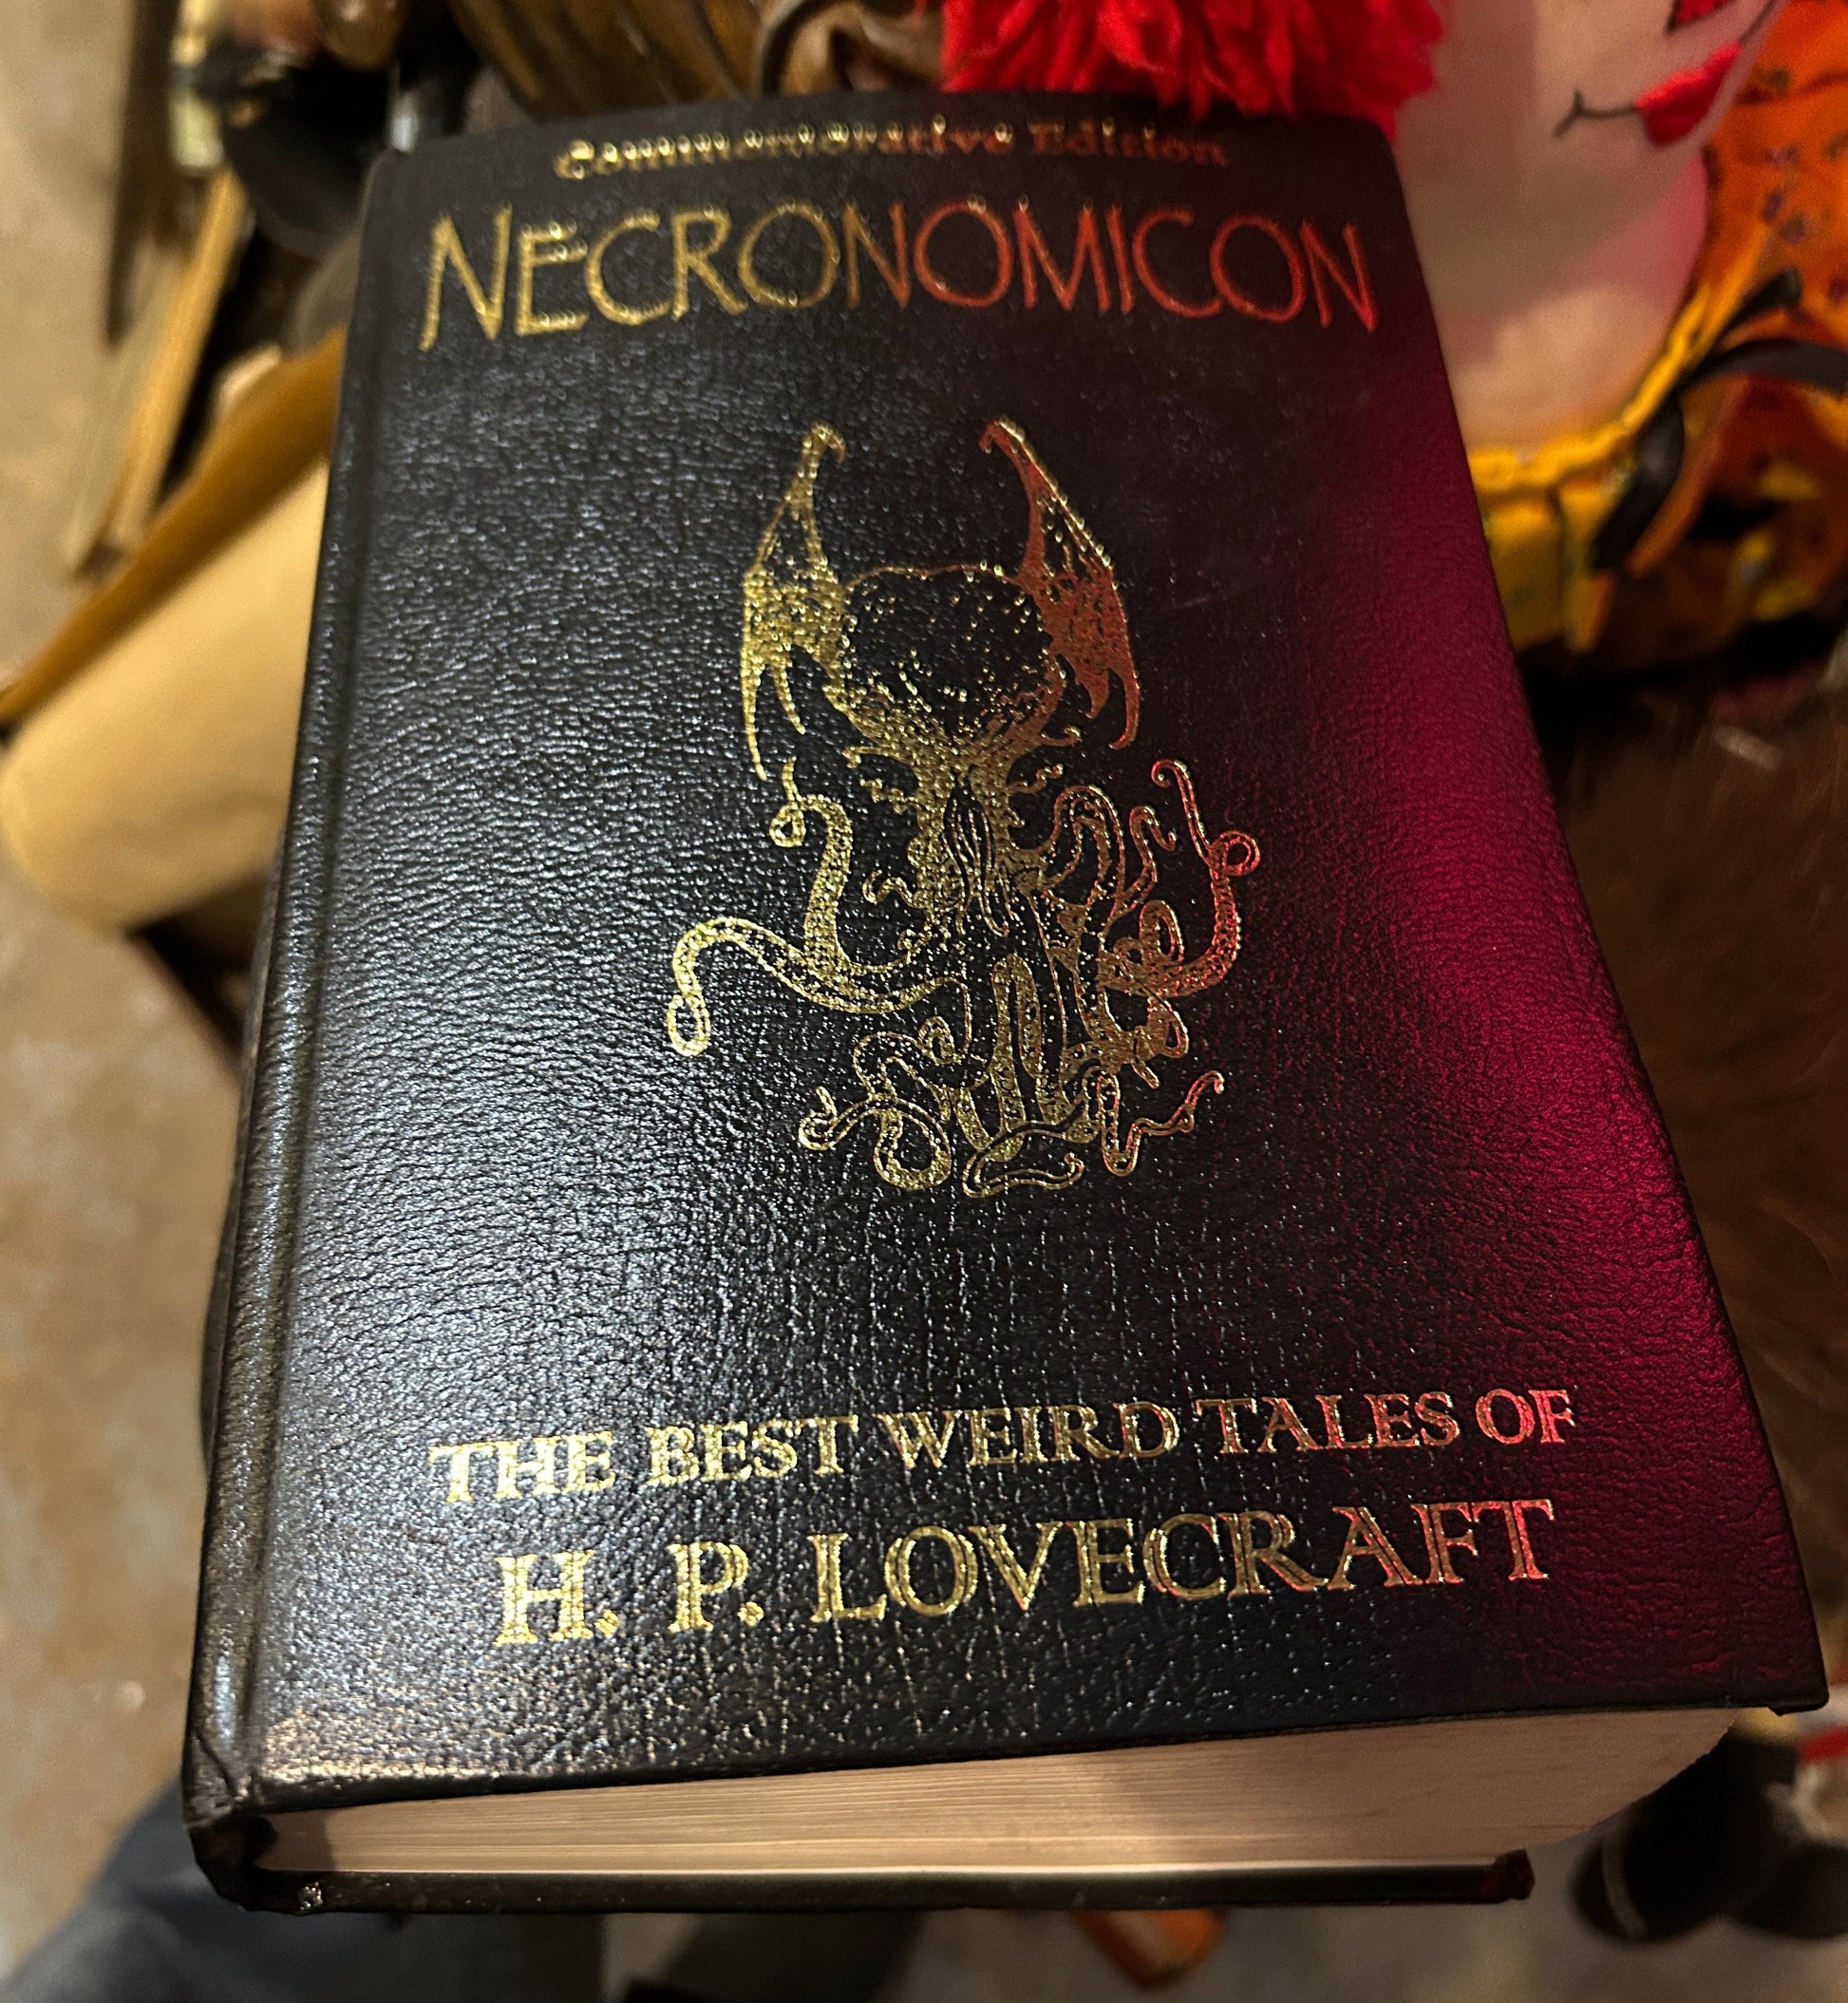 Commemorative Edition
NECRONOMICON
THE BEST WEIRD TALES OF
H. P. LOVECRAFT